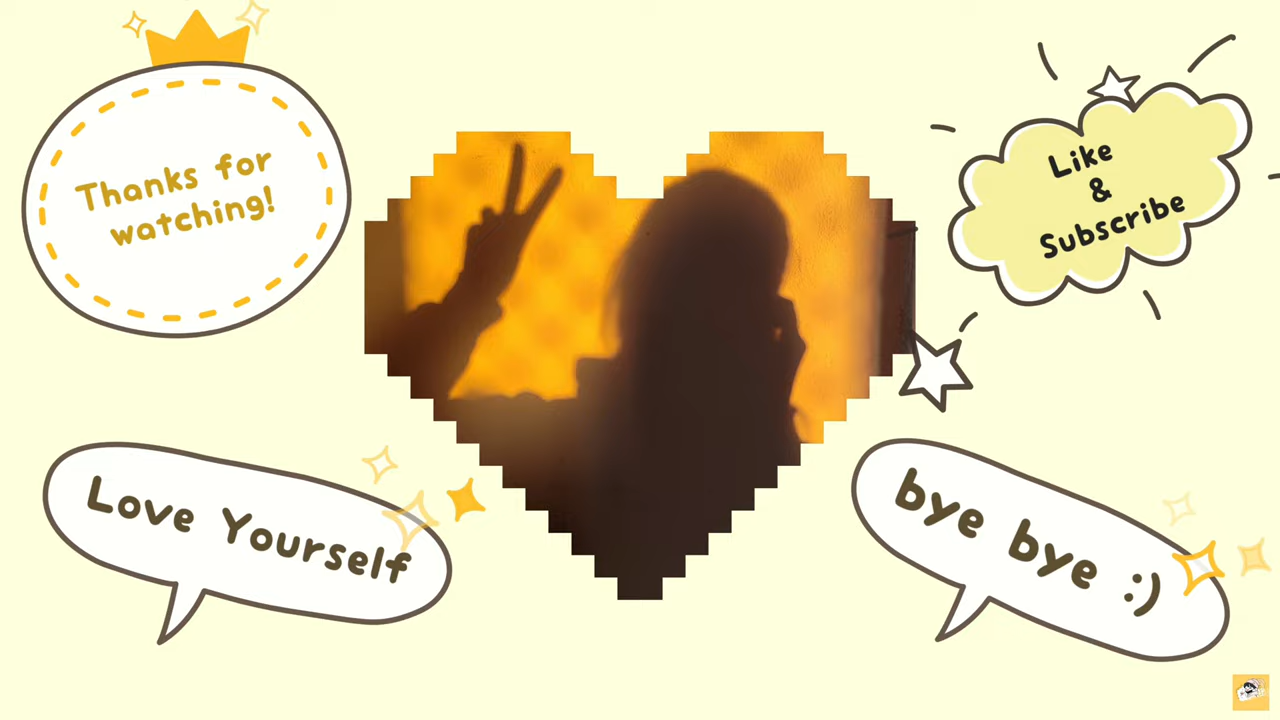 Thanks for
watching!
Like
&
Subscribe
Love Yourself
bye bye :)